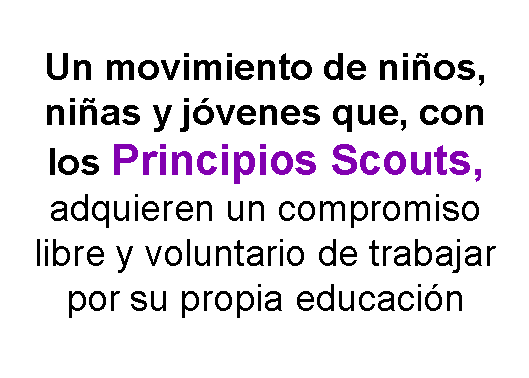 Un movimiento de niños,
niñas y jóvenes que, con
los Principios Scouts,
adquieren un compromiso
libre y voluntario de trabajar
por su propia educación